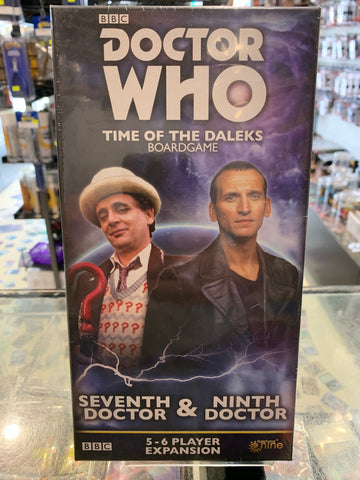 BBC
DOCTOR
WHO
TIME OF THE DALEKS
BOARDGAME
SEVENTH
DOCTOR
&
NINTH
DOCTOR
5-6 PLAYER
EXPANSION
BBC
nine